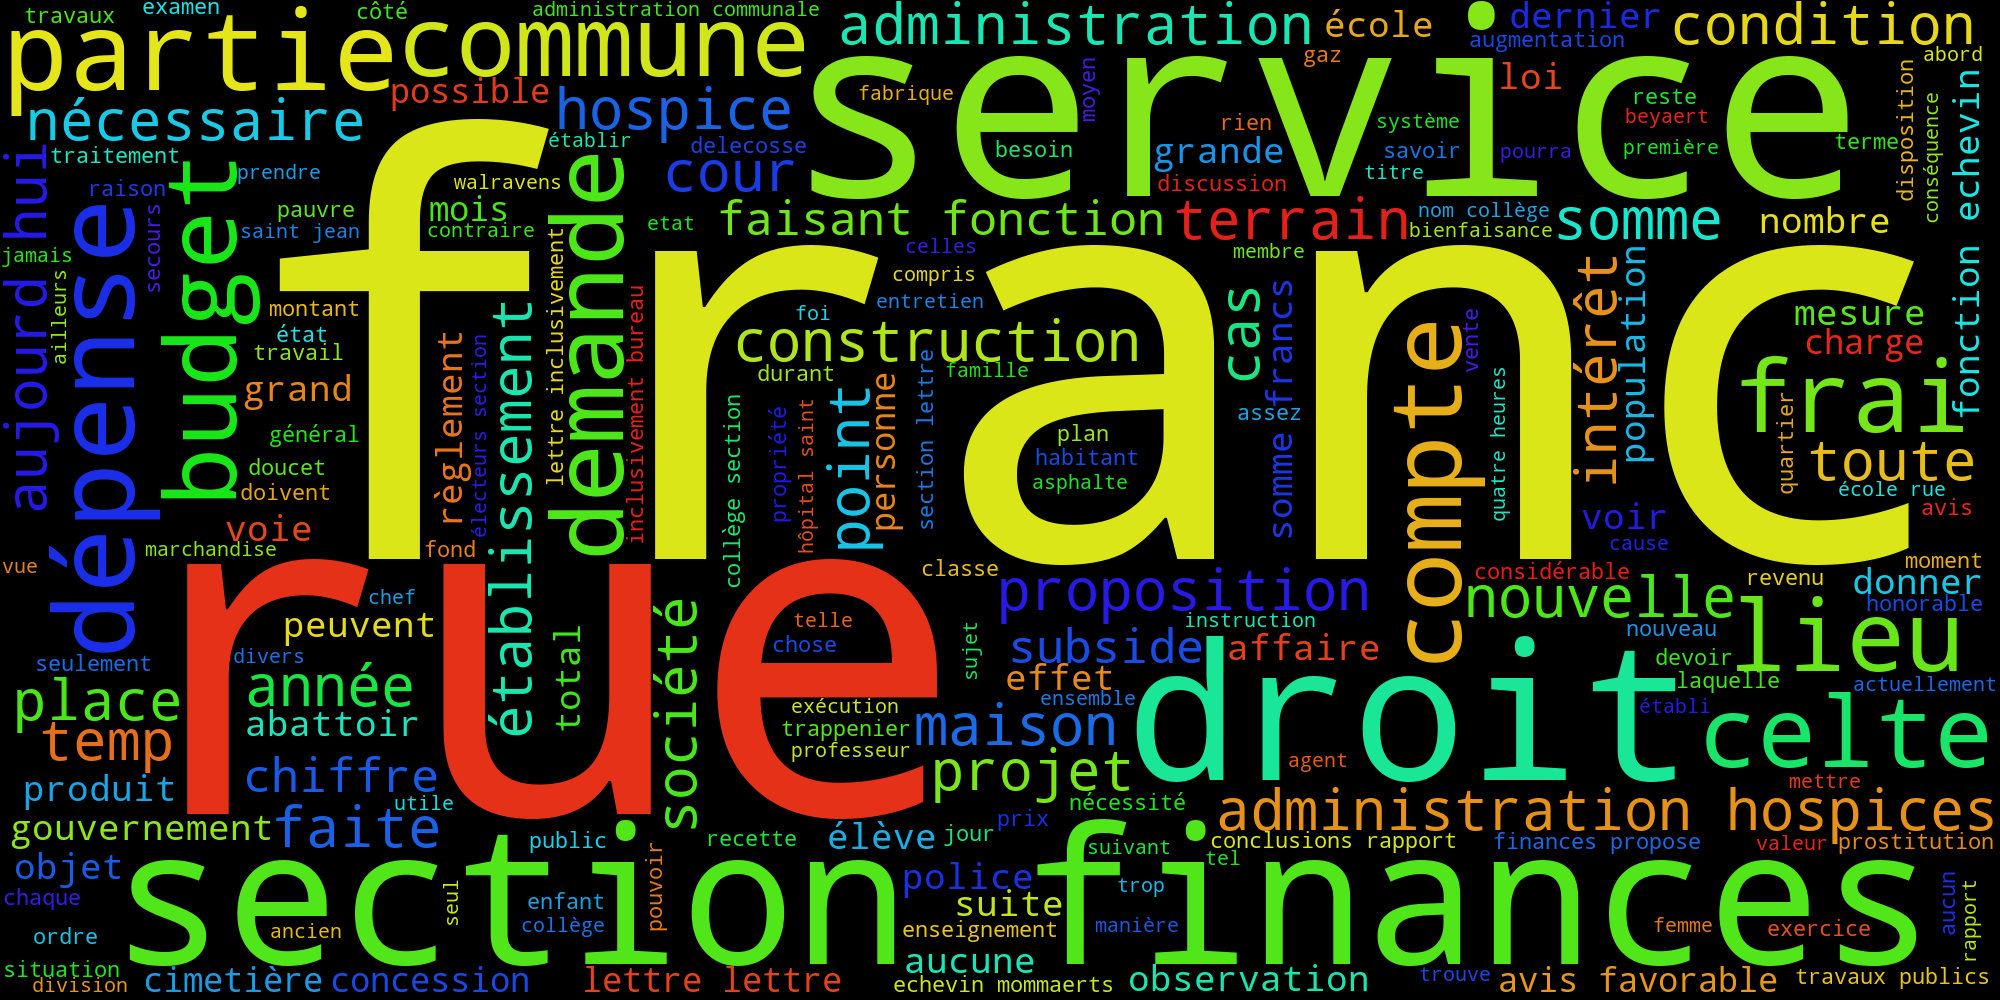 travaux
examen
côté
administration communale
partie
commune
administration
école
dernier
condition
augmentation
gaz
abord
service
possible
fabrique
moyen
loi
reste
disposition
conséquence
fonction echevin
nécessaire
hospice
rien
système
beyaert
terme
établir
delecosse
besoin
grande
savoir
pourra
première
traitement
aujourd hui
budget
prendre
franc
walravens
demande
cour
discussion
titre
raison
dépense
secours
pauvre
mois
faisant fonction
terrain
nom collège
somme
nombre
saint jean
contraire
etat
bienfaisance
jamais
ailleurs
celles
membre
compris
entretien
montant
foi
état
travail
construction
cas
somme francs
vente
intérêt
population
mesure
charge
grand
règlement
électeurs section
établissement
lettre inclusivement
inclusivement bureau
durant
famille
section lettre
frai
général
collège section
propriété
hôpital saint
point
personne
assez
compte
quatre heures
quartier
toute
plan
habitant
asphalte
doucet
doivent
école rue
avis
voie
voir
cause
marchandise
fond
vue
rue
classe
proposition
considérable
nouvelle
revenu
moment
donner
honorable
chef
peuvent
total
société
telle
chose
sujet
instruction
subside
affaire
nouveau
lieu
seulement
divers
devoir
laquelle
actuellement
place
année
effet
ensemble
droit
établi
celte
abattoir
exécution
trappenier
professeur
maison
temp
agent
projet
mettre
produit
chiffre
utile
nécessité
prix
administration hospices
gouvernement
faite
public
recette
élève
jour
suivant
tel
conclusions rapport
finances propose
valeur
prostitution
objet
section
finances
pouvoir
police
trop
chaque
seul
enfant
suite
aucun
rapport
ordre
ancien
collège
enseignement
manière
femme
exercice
situation
division
cimetière
concession
lettre lettre
aucune
echevin mommaerts
observation
trouve
avis favorable
travaux publics